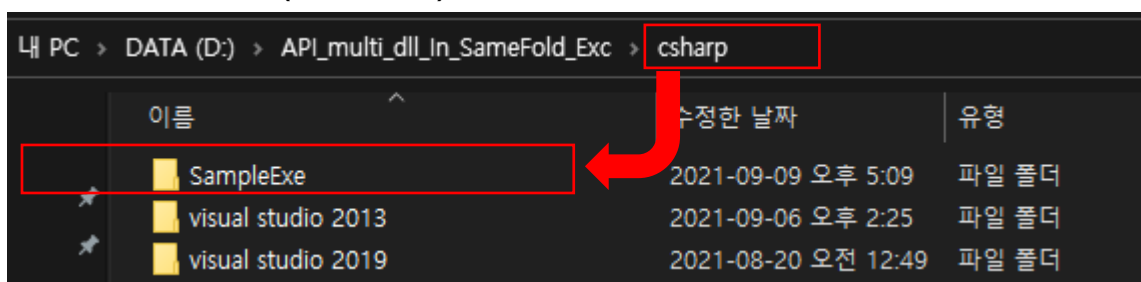 내 PC > DATA (D:) > API_multi_dll_In_SameFold_Exc > csharp
이름 수정한 날짜 유형
SampleExe 2021-09-09 오후 5:09 파일 폴더
visual studio 2013 2021-09-06 오후 2:25 파일 폴더
visual studio 2019 2021-08-20 오전 12:49 파일 폴더